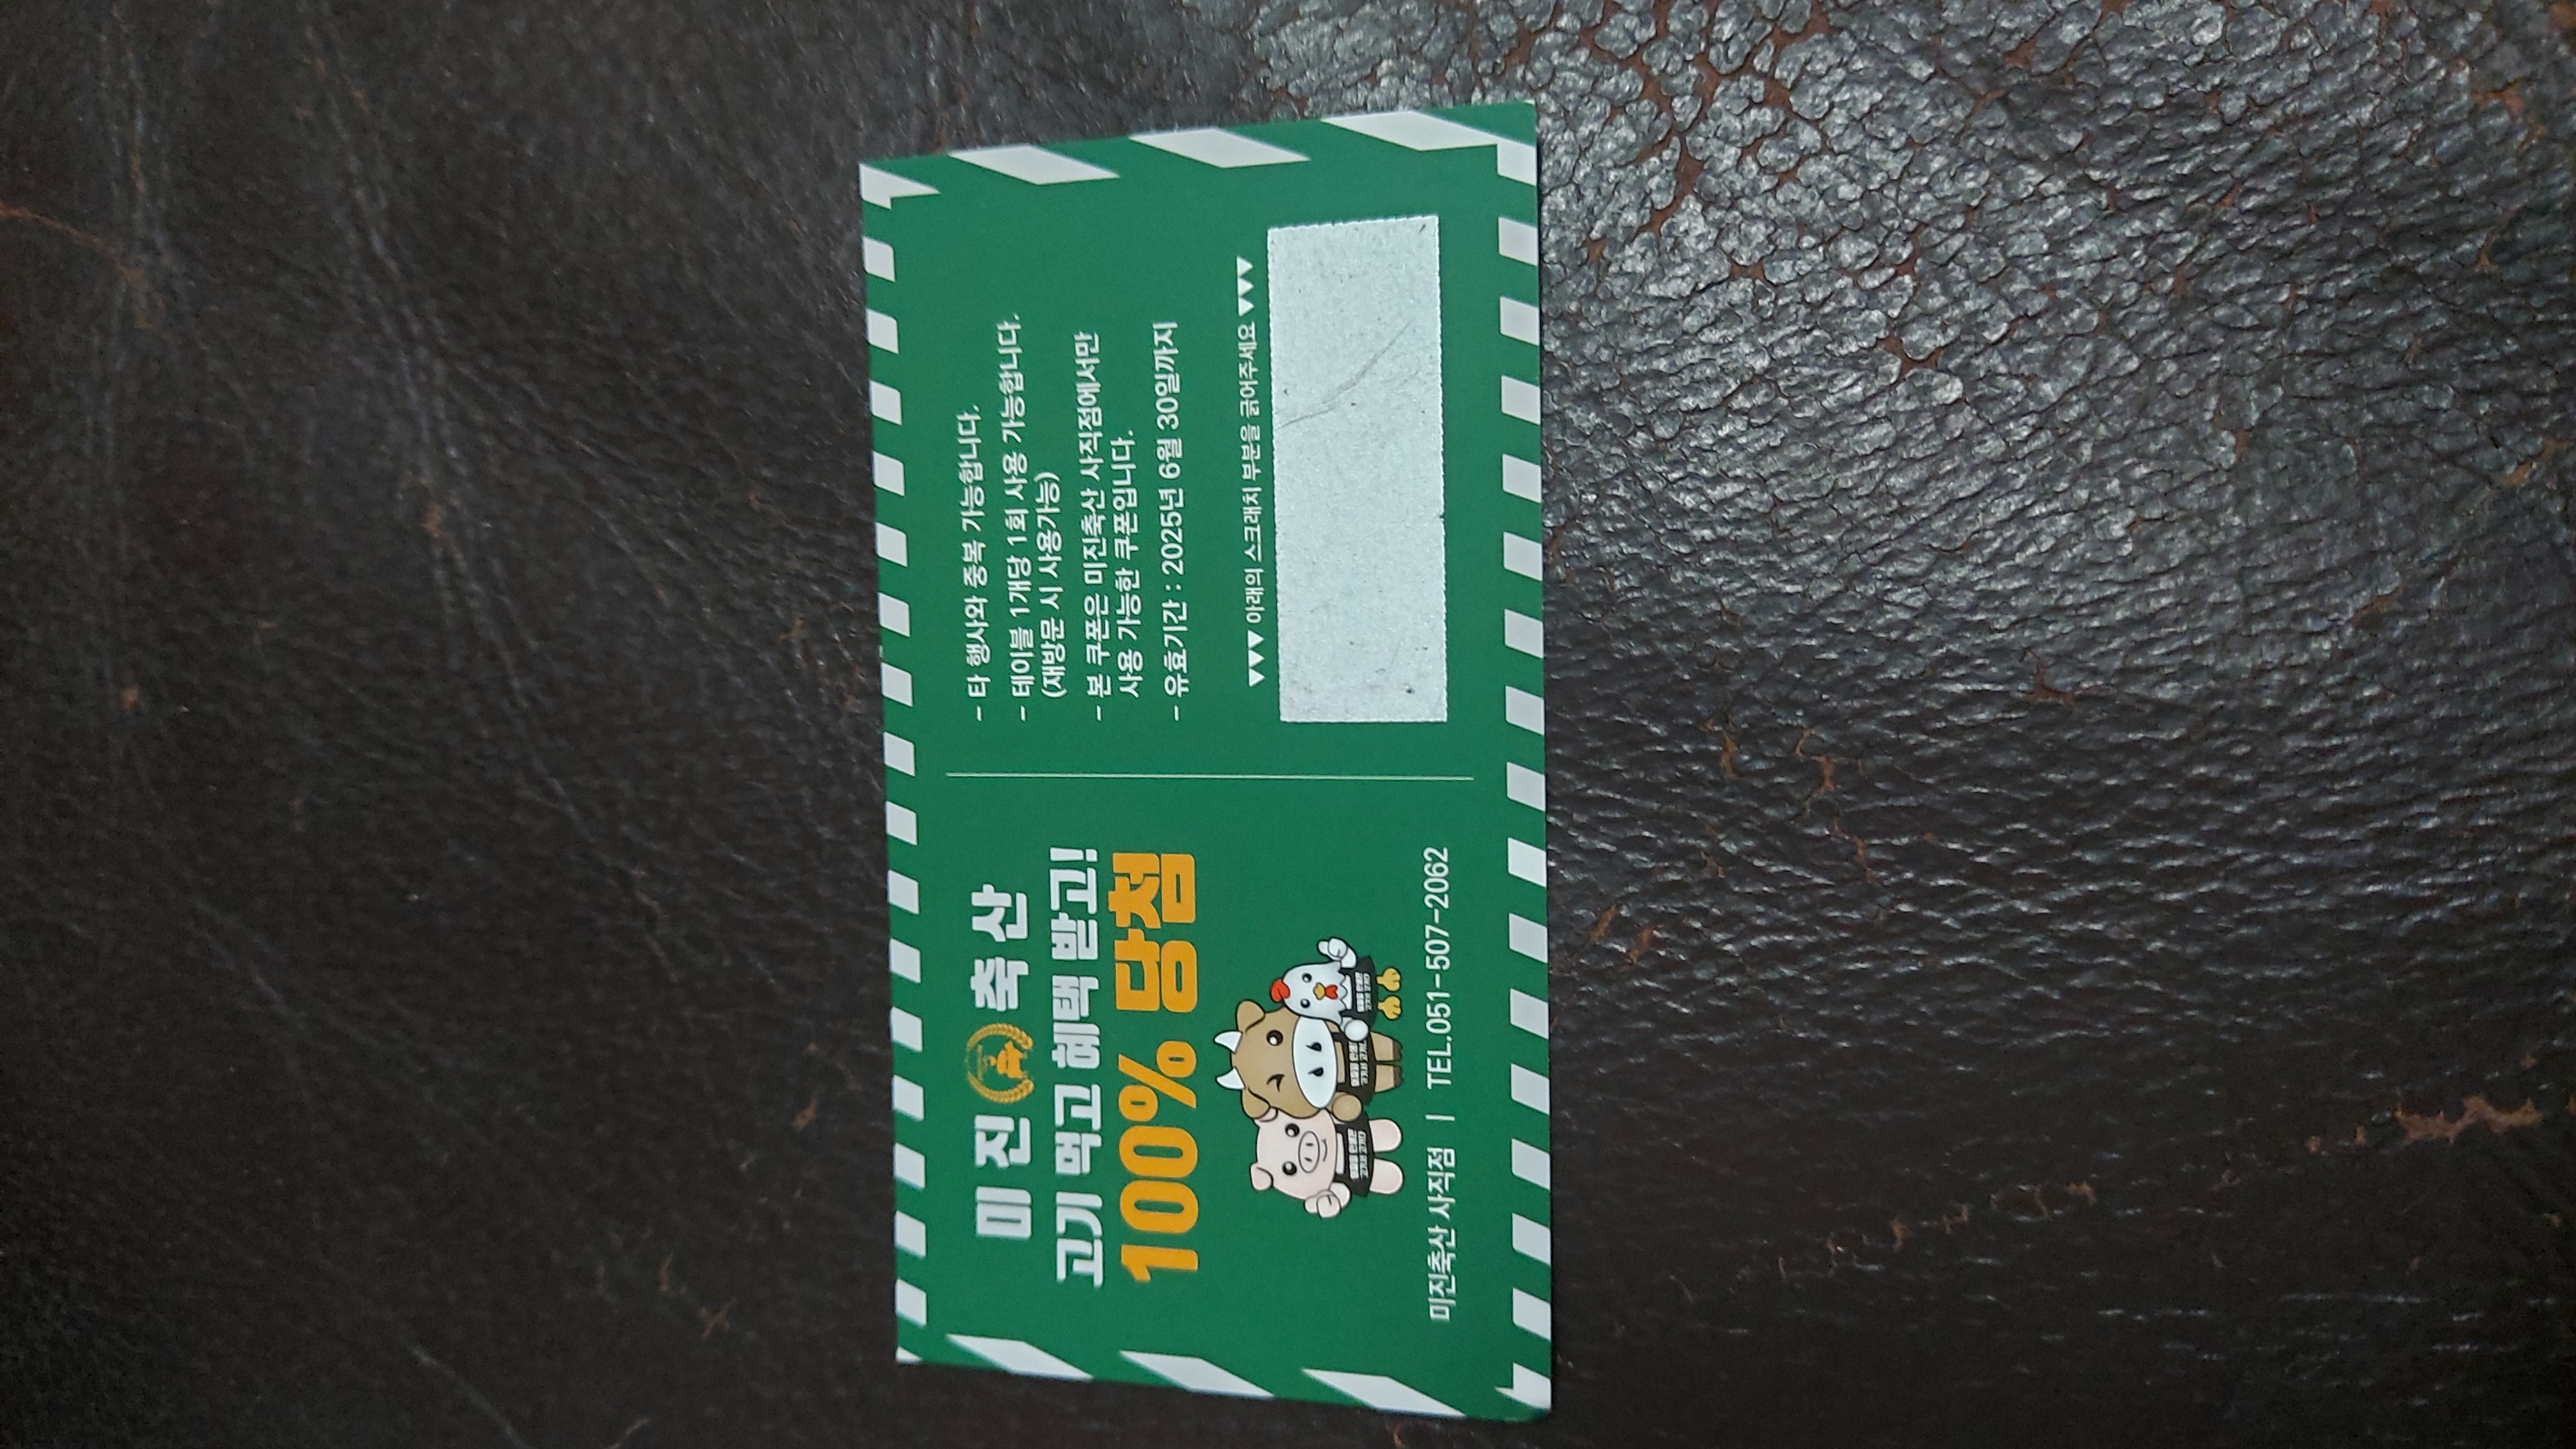 미진축산
고기 먹고 혜택 받고!
100% 당첨
미진축산 사직점 | TEL.051-507-2062
- 타 행사와 중복 가능합니다.
- 테이블 1개당 1회 사용 가능합니다.
(재방문 시 사용가능)
- 본 쿠폰은 미진축산 사직점에서만
사용 가능한 쿠폰입니다.
- 유효기간 : 2025년 6월 30일까지
▼▼▼ 아래의 스크래치 부분을 긁어주세요 ▼▼▼